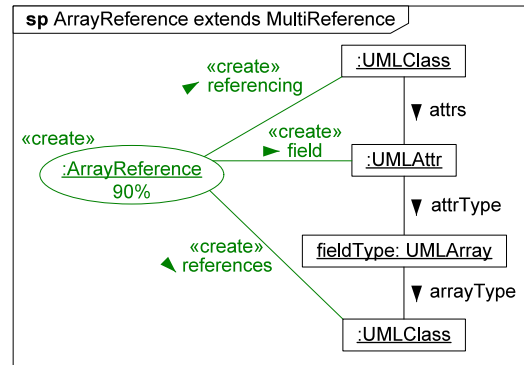 sp ArrayReference extends MultiReference
«create»
referencing
:UMLClass
attrs
«create»
:ArrayReference
90%
«create»
field
:UMLAttr
attrType
«create»
references
fieldType: UMLArray
arrayType
:UMLClass